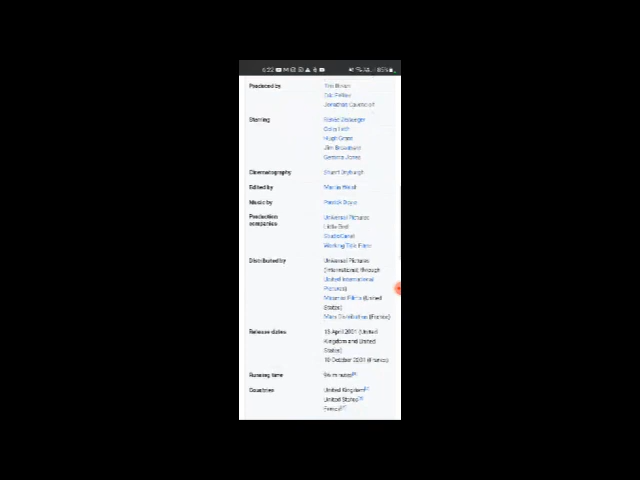 Produced by
Tim Bevan
Eric Fellner
Jonathan Cavendish
Starring
Renée Zellweger
Colin Firth
Hugh Grant
Jim Broadbent
Gemma Jones
Cinematography
Stuart Dryburgh
Edited by
Martin Walsh
Music by
Patrick Doyle
Production
companies
Universal Pictures
Little Bird
StudioCanal
Working Title Films
Distributed by
Universal Pictures
(International; through
United International
Pictures)
Miramax Films (United
States)
Mars Distribution (France)
Release dates
13 April 2001 (United
Kingdom and United
States)
10 October 2001 (France)
Running time
96 minutes
Countries
United Kingdom
United States
France